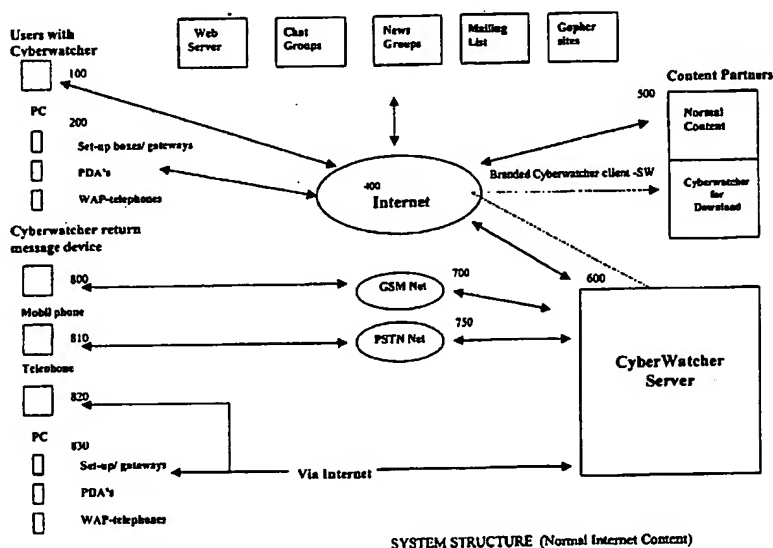 Users with
Cyberwatcher
100
PC
200
Set-up boxes/ gateways
PDA's
WAP-telephones
Web
Server
Chat
Groups
News
Groups
Mailing
List
Gopher
sites
Content Partners
500
Normal
Content
Branded Cyberwatcher client -SW
Cyberwatcher
for
Download
400
Internet
Cyberwatcher return
message device
800
Mobil phone
810
Telephone
820
PC
830
Set-up/ gateways
PDA's
WAP-telephones
GSM Net
700
PSTN Net
750
600
CyberWatcher
Server
Via Internet
SYSTEM STRUCTURE (Normal Internet Content)